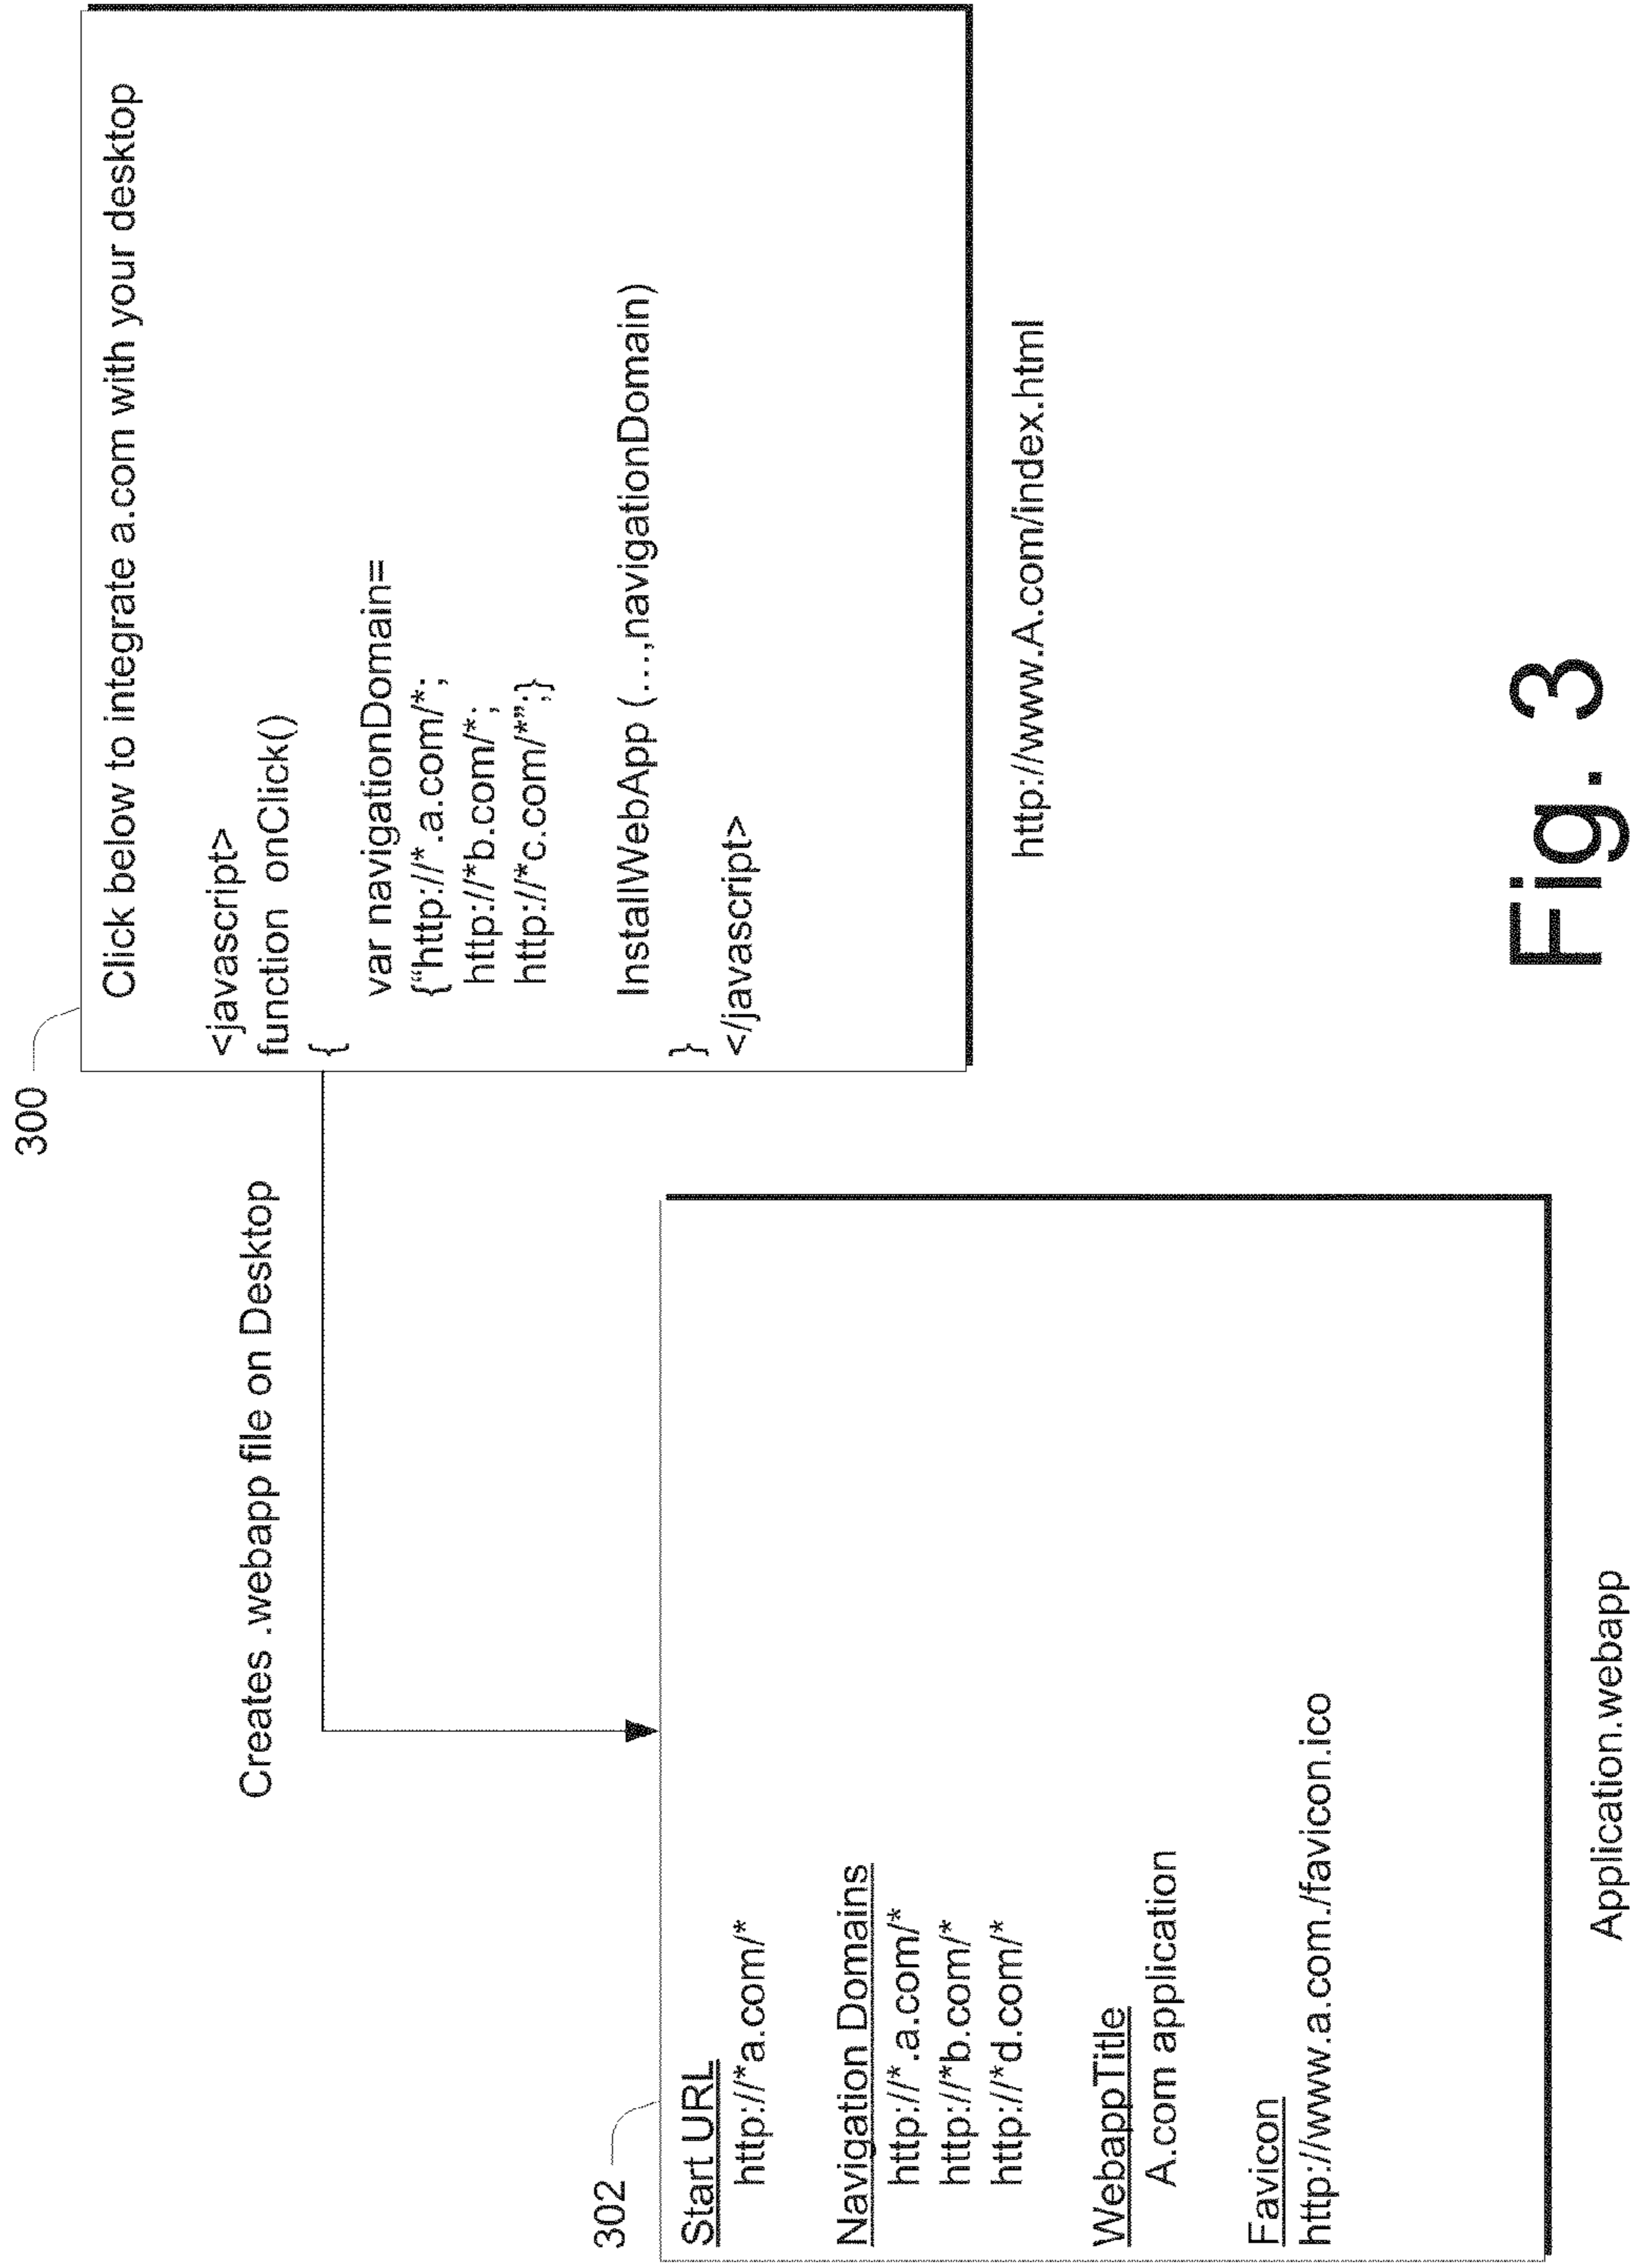 300
Click below to integrate a.com with your desktop
<javascript>
function onClick()
{
var navigationDomain=
{“http://*.a.com/*;
http://*b.com/*;
http://*c.com/*”;}
InstallWebApp (…,navigationDomain)
}
</javascript>
http://www.A.com/index.html
Creates .webapp file on Desktop
302
Start URL
http://*a.com/*
Navigation Domains
http://*.a.com/*
http://*b.com/*
http://*d.com/*
WebappTitle
A.com application
Favicon
http://www.a.com./favicon.ico
Application.webapp
Fig. 3